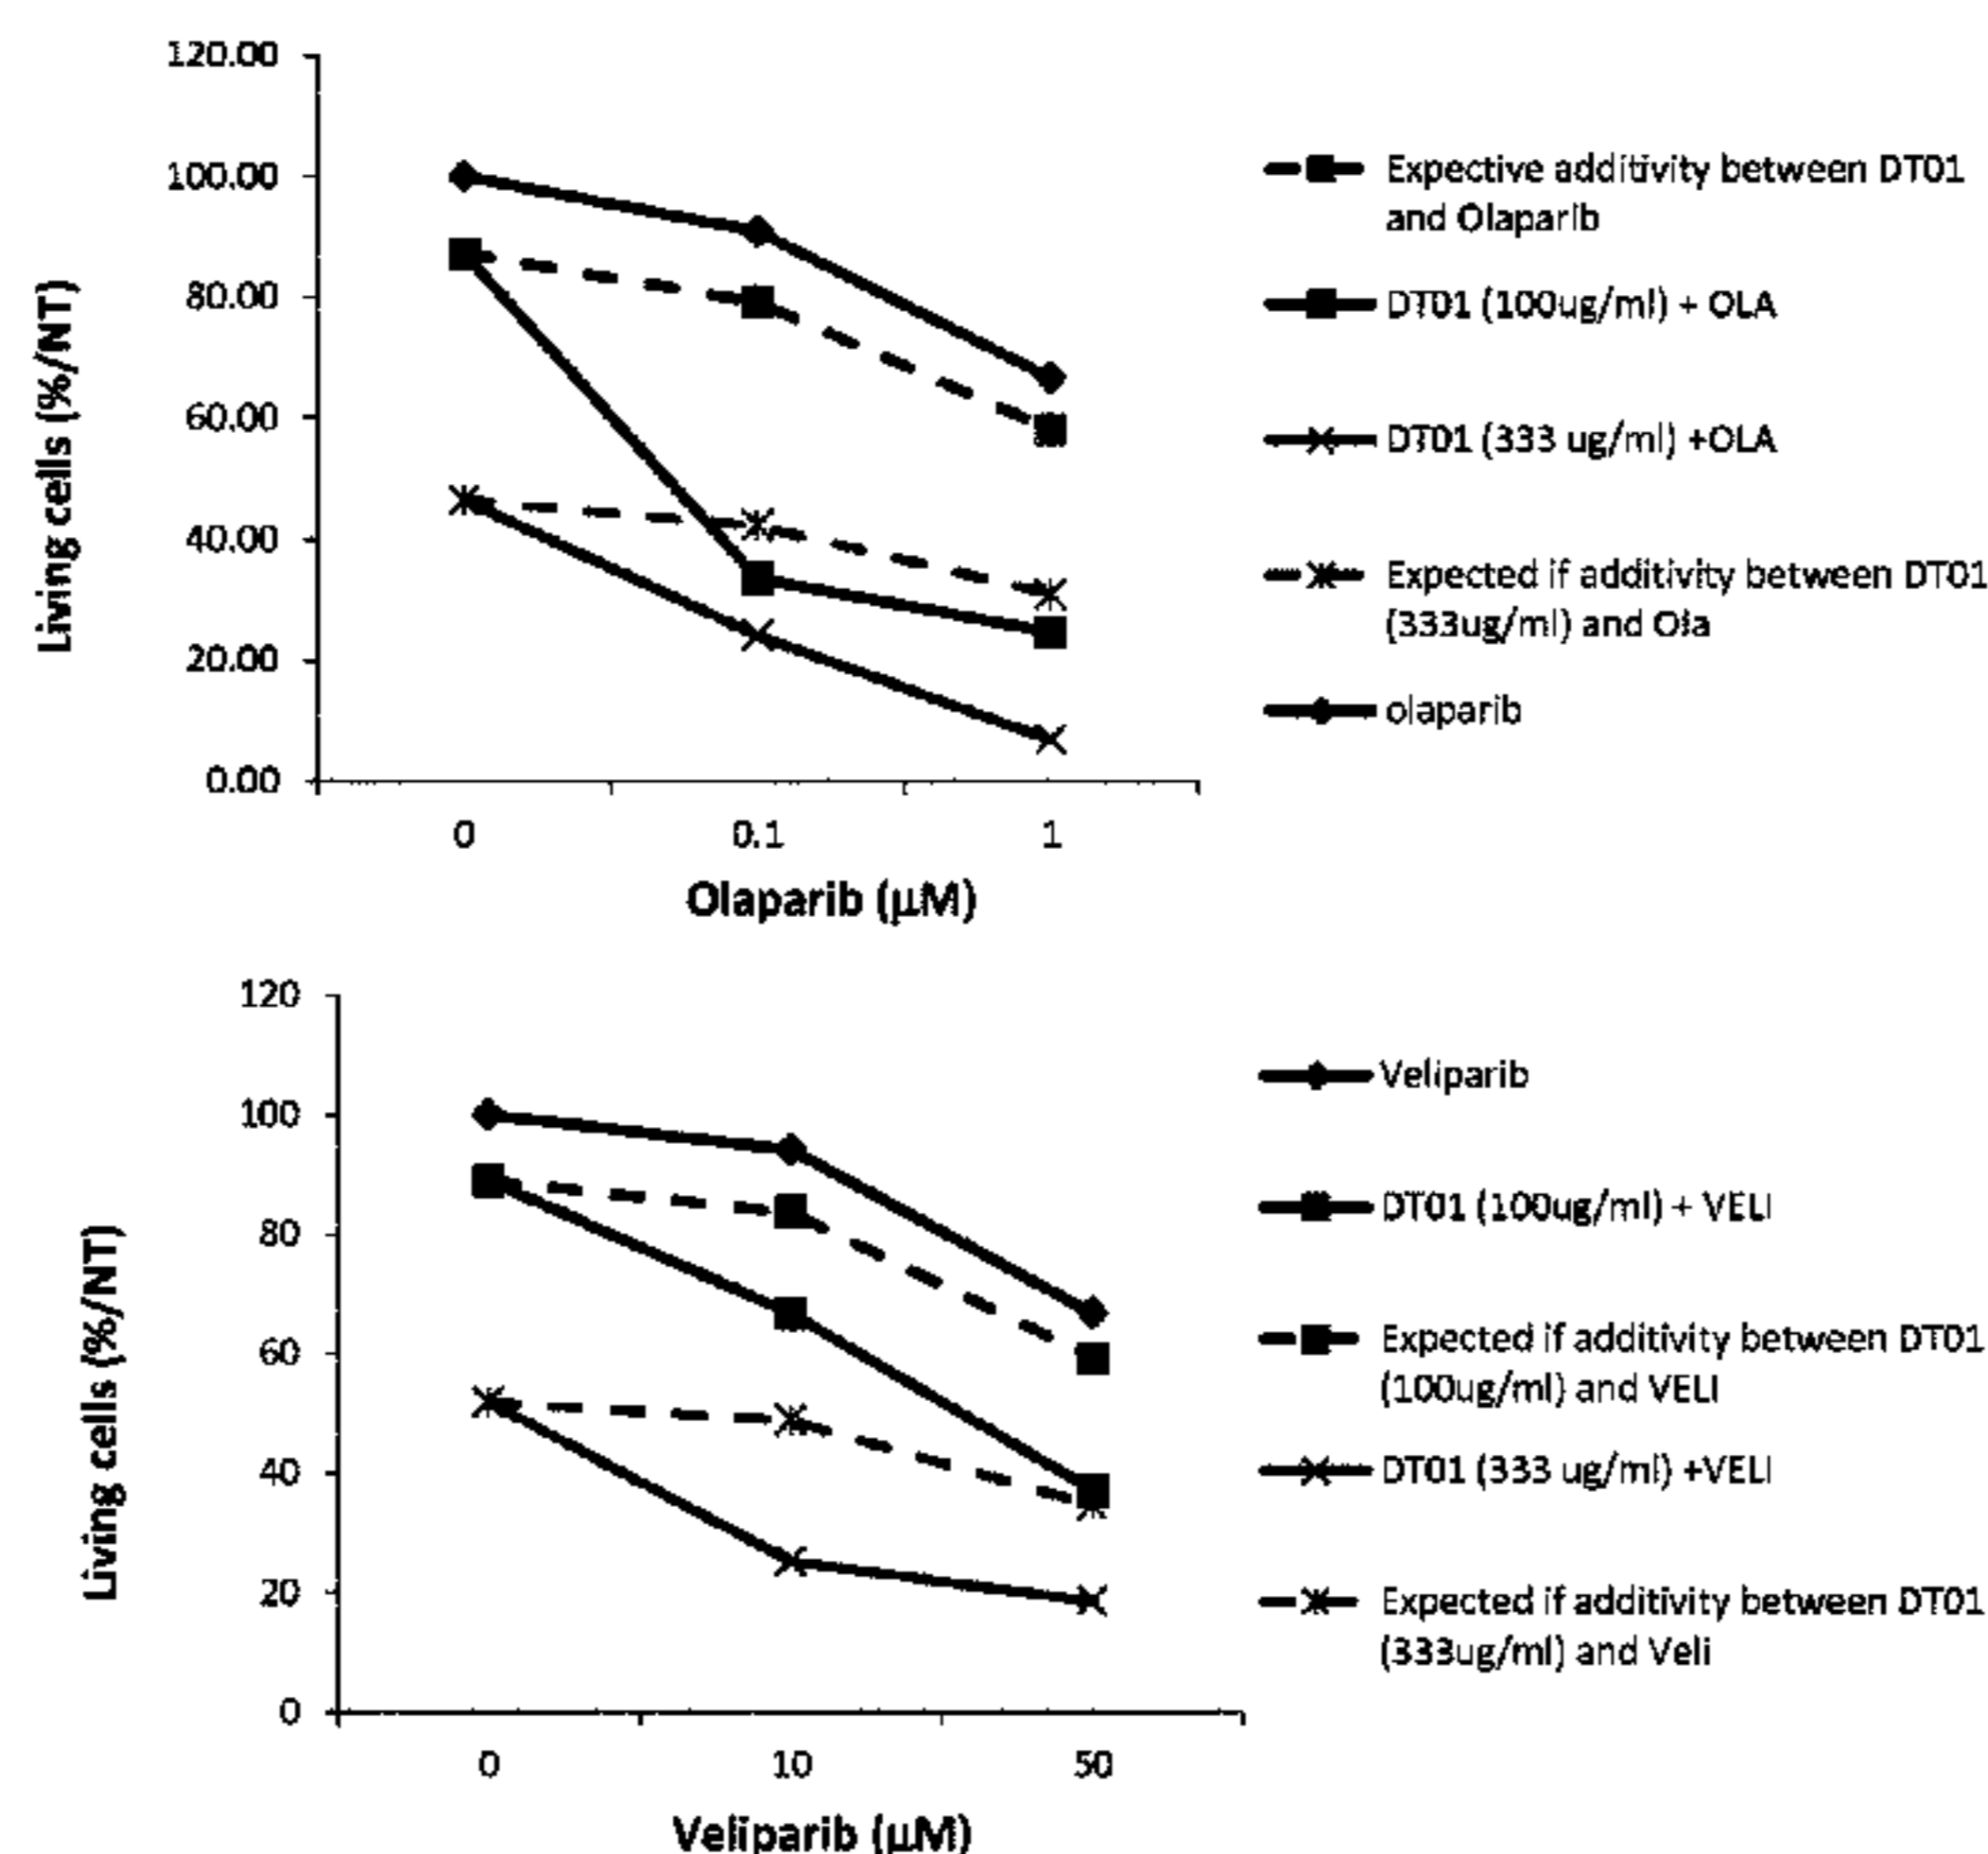 120.00
100.00
80.00
60.00
40.00
20.00
0.00
Living cells (%/NT)
0 0.1 1
Olaparib (µM)
Expective additivity between DT01
and Olaparib
DT01 (100ug/ml) + OLA
DT01 (333 ug/ml) +OLA
Expected if additivity between DT01
(333ug/ml) and Ola
olaparib
120
100
80
60
40
20
0
Living cells (%/NT)
0 10 50
Veliparib (µM)
Veliparib
DT01 (100ug/ml) + VELI
Expected if additivity between DT01
(100ug/ml) and VELI
DT01 (333 ug/ml) +VELI
Expected if additivity between DT01
(333ug/ml) and Veli